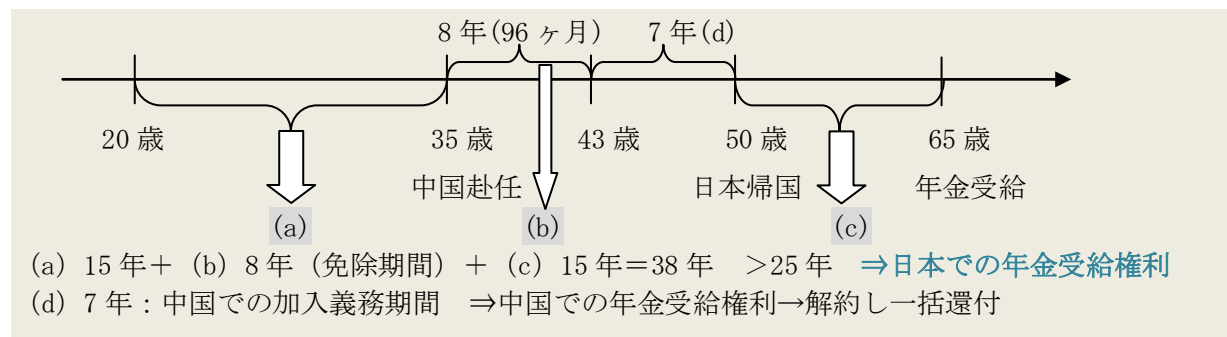 8 年(96 ヶ月) 7 年(d)
20 歳 35 歳 43 歳 50 歳 65 歳
中国赴任 日本帰国 年金受給
(a) (b) (c)
(a) 15 年＋ (b) 8 年（免除期間）＋ (c) 15 年＝38 年 >25 年 ⇒日本での年金受給権利
(d) 7 年：中国での加入義務期間 ⇒中国での年金受給権利→解約し一括還付